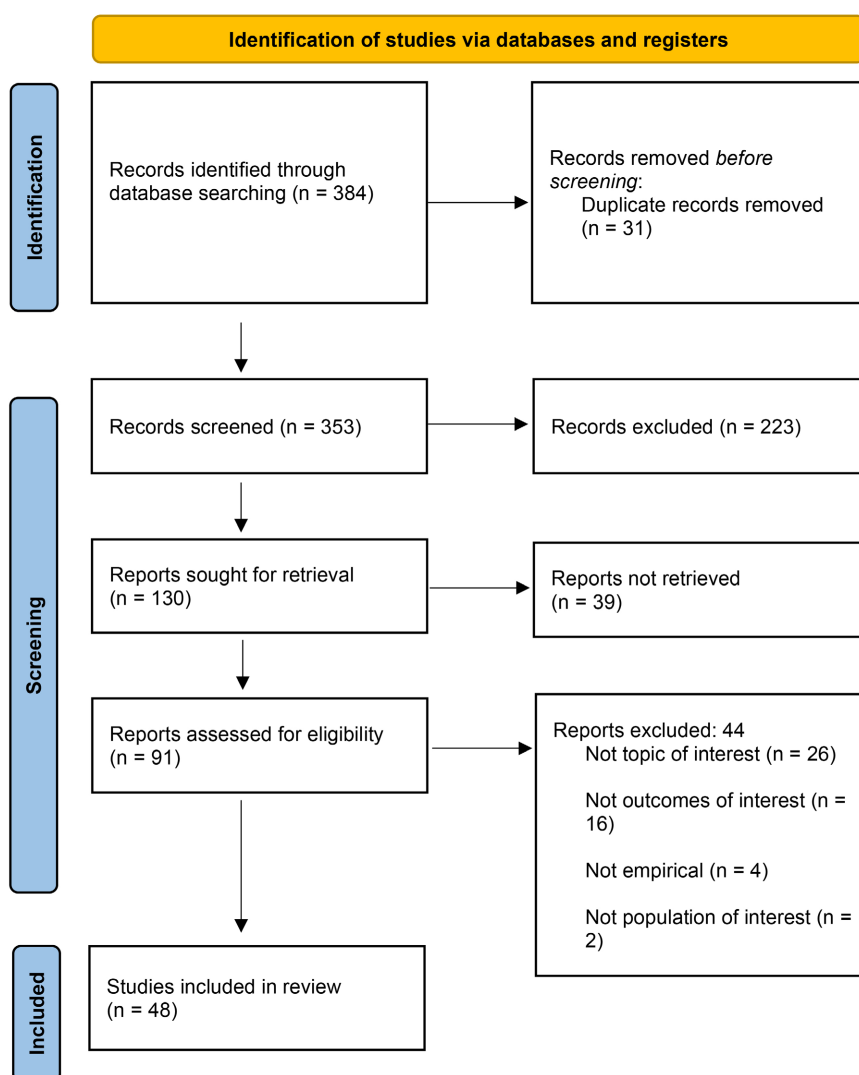 Identification of studies via databases and registers
Identification
Records identified through
database searching (n = 384)
Records removed before
screening:
Duplicate records removed
(n = 31)
Screening
Records screened (n = 353)
Records excluded (n = 223)
Reports sought for retrieval
(n = 130)
Reports not retrieved
(n = 39)
Reports assessed for eligibility
(n = 91)
Reports excluded: 44
Not topic of interest (n = 26)
Not outcomes of interest (n =
16)
Not empirical (n = 4)
Not population of interest (n =
2)
Included
Studies included in review
(n = 48)